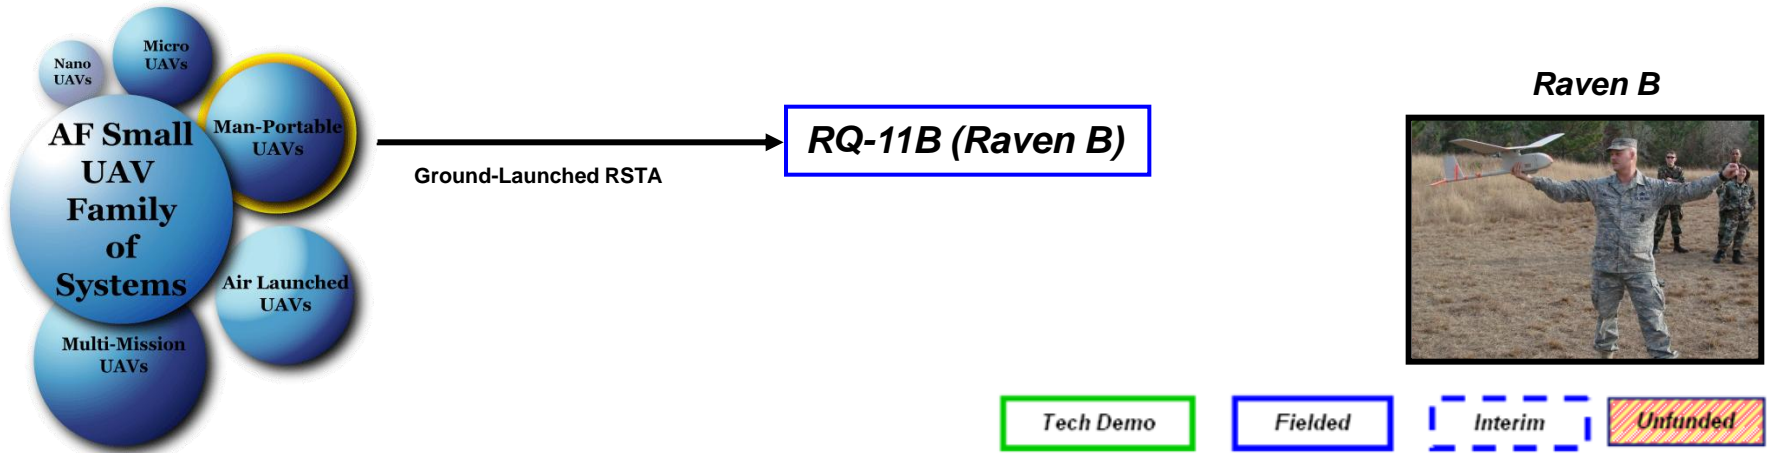 Nano
UAVs
Micro
UAVs
Man-Portable
UAVs
AF Small
UAV
Family
of
Systems
Air Launched
UAVs
Multi-Mission
UAVs
Ground-Launched RSTA
RQ-11B (Raven B)
Raven B
Tech Demo
Fielded
Interim
Unfunded